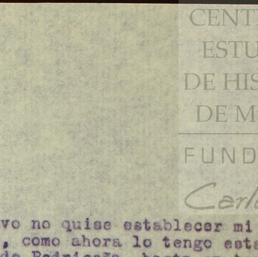 CENT
ESTU
DE HIS
DE M
FUND
Carl
vo no quise establecer mi
, como ahora lo tengo esta